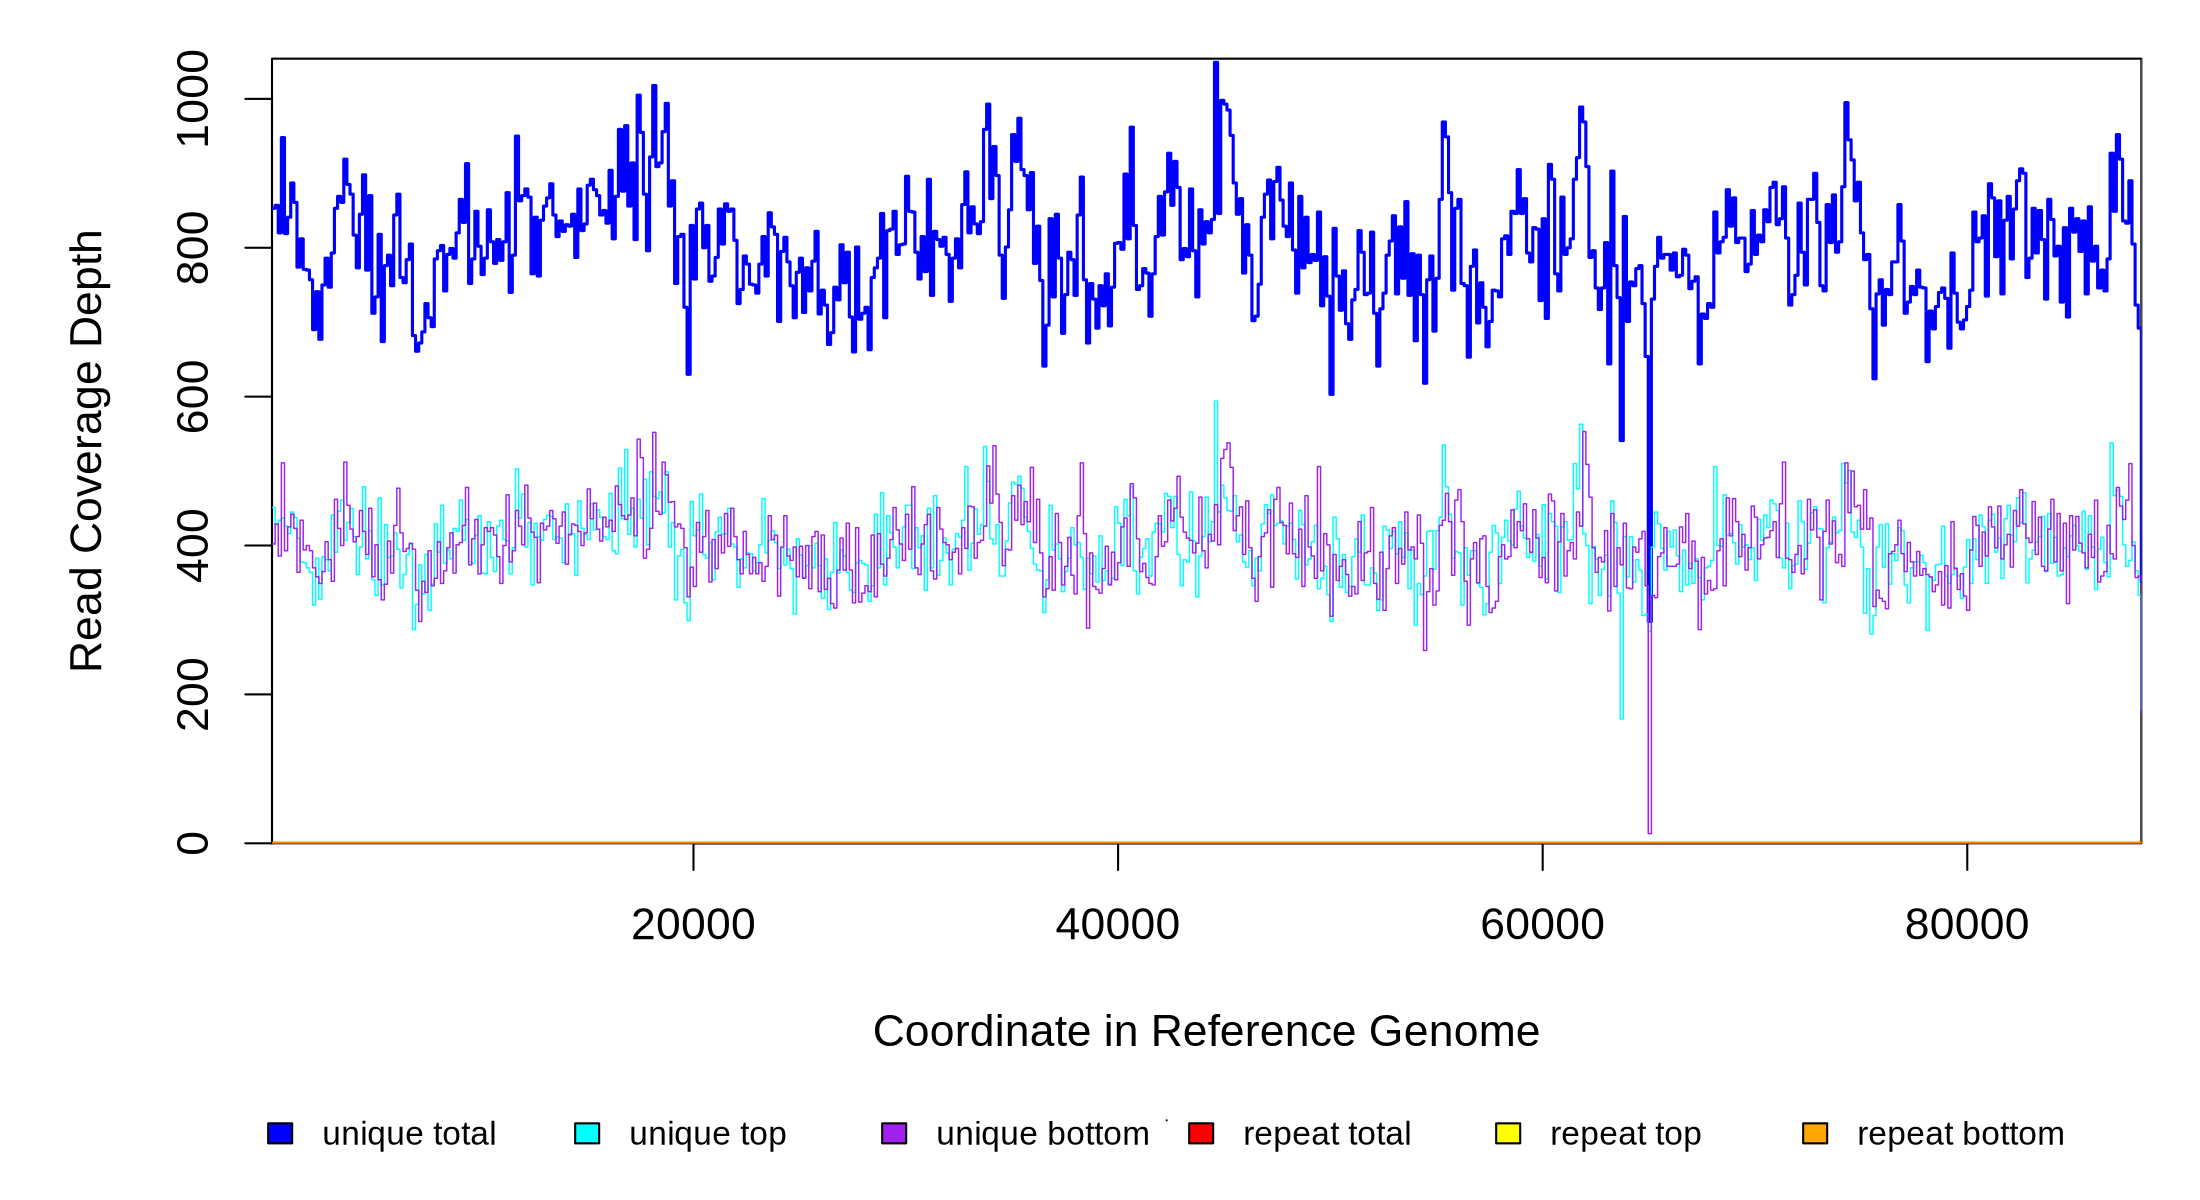 Read Coverage Depth
1000
800
600
400
200
0
20000 40000 60000 80000
Coordinate in Reference Genome
unique total unique top unique bottom repeat total repeat top repeat bottom